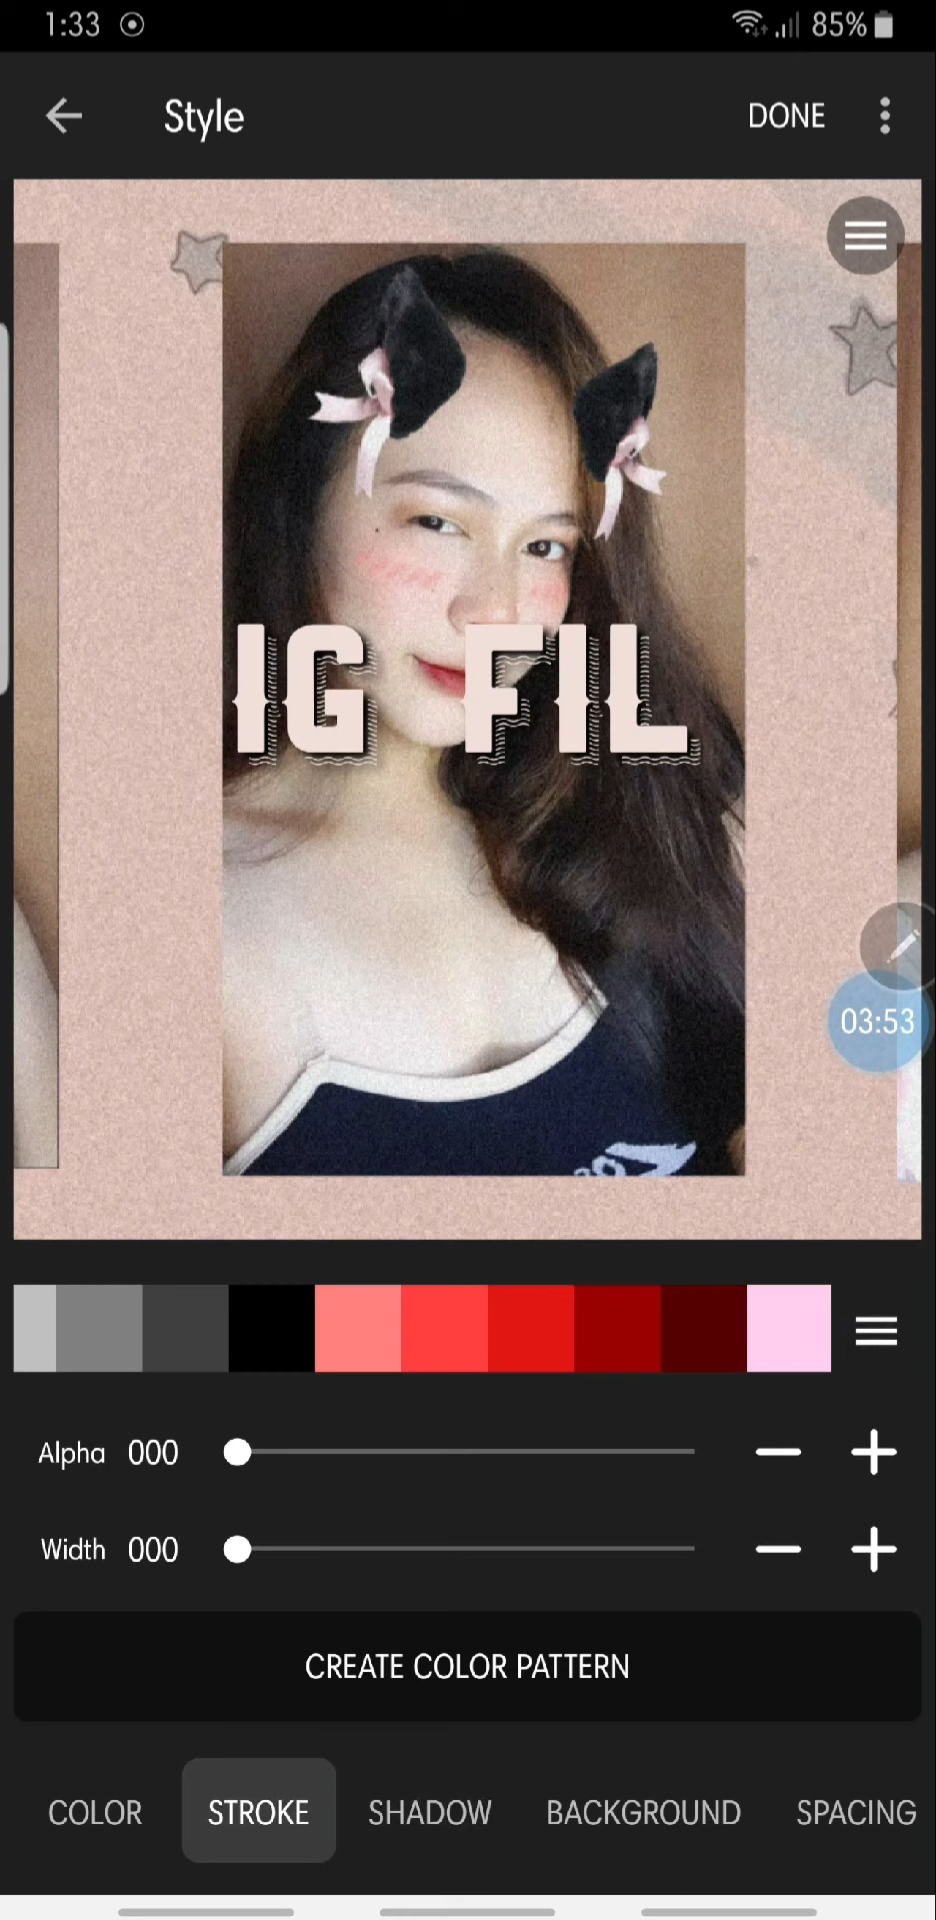 1:33 85%
Style DONE
IG FIL
03:53
Alpha 000
Width 000
CREATE COLOR PATTERN
COLOR STROKE SHADOW BACKGROUND SPACING